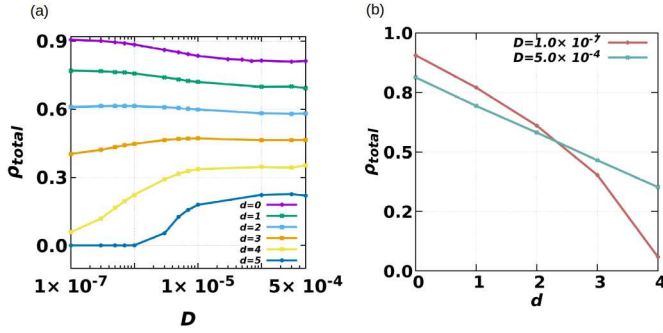 (a)
0.9
0.6
0.3
0.0
ρtotal
d=0
d=1
d=2
d=3
d=4
d=5
1× 10⁻⁷
1× 10⁻⁵
5× 10⁻⁴
D
(b)
D=1.0× 10⁻⁷
D=5.0× 10⁻⁴
1.0
0.8
0.5
0.2
0.0
ρtotal
0
1
2
3
4
d